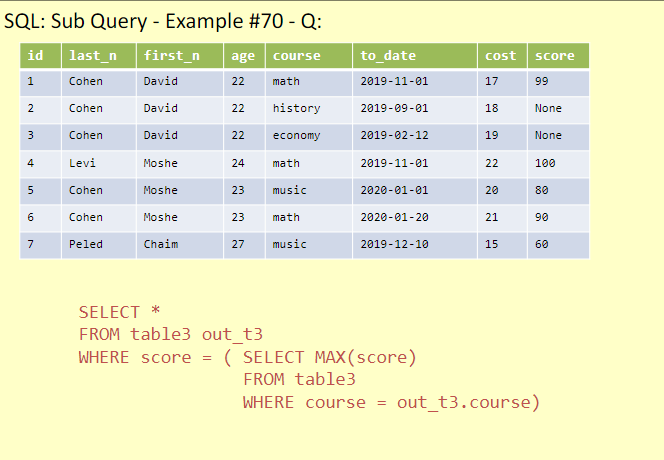 SQL: Sub Query - Example #70 - Q:
id last_n first_n age course to_date cost score
1 Cohen David 22 math 2019-11-01 17 99
2 Cohen David 22 history 2019-09-01 18 None
3 Cohen David 22 economy 2019-02-12 19 None
4 Levi Moshe 24 math 2019-11-01 22 100
5 Cohen Moshe 23 music 2020-01-01 20 80
6 Cohen Moshe 23 math 2020-01-20 21 90
7 Peled Chaim 27 music 2019-12-10 15 60
SELECT *
FROM table3 out_t3
WHERE score = ( SELECT MAX(score)
FROM table3
WHERE course = out_t3.course)